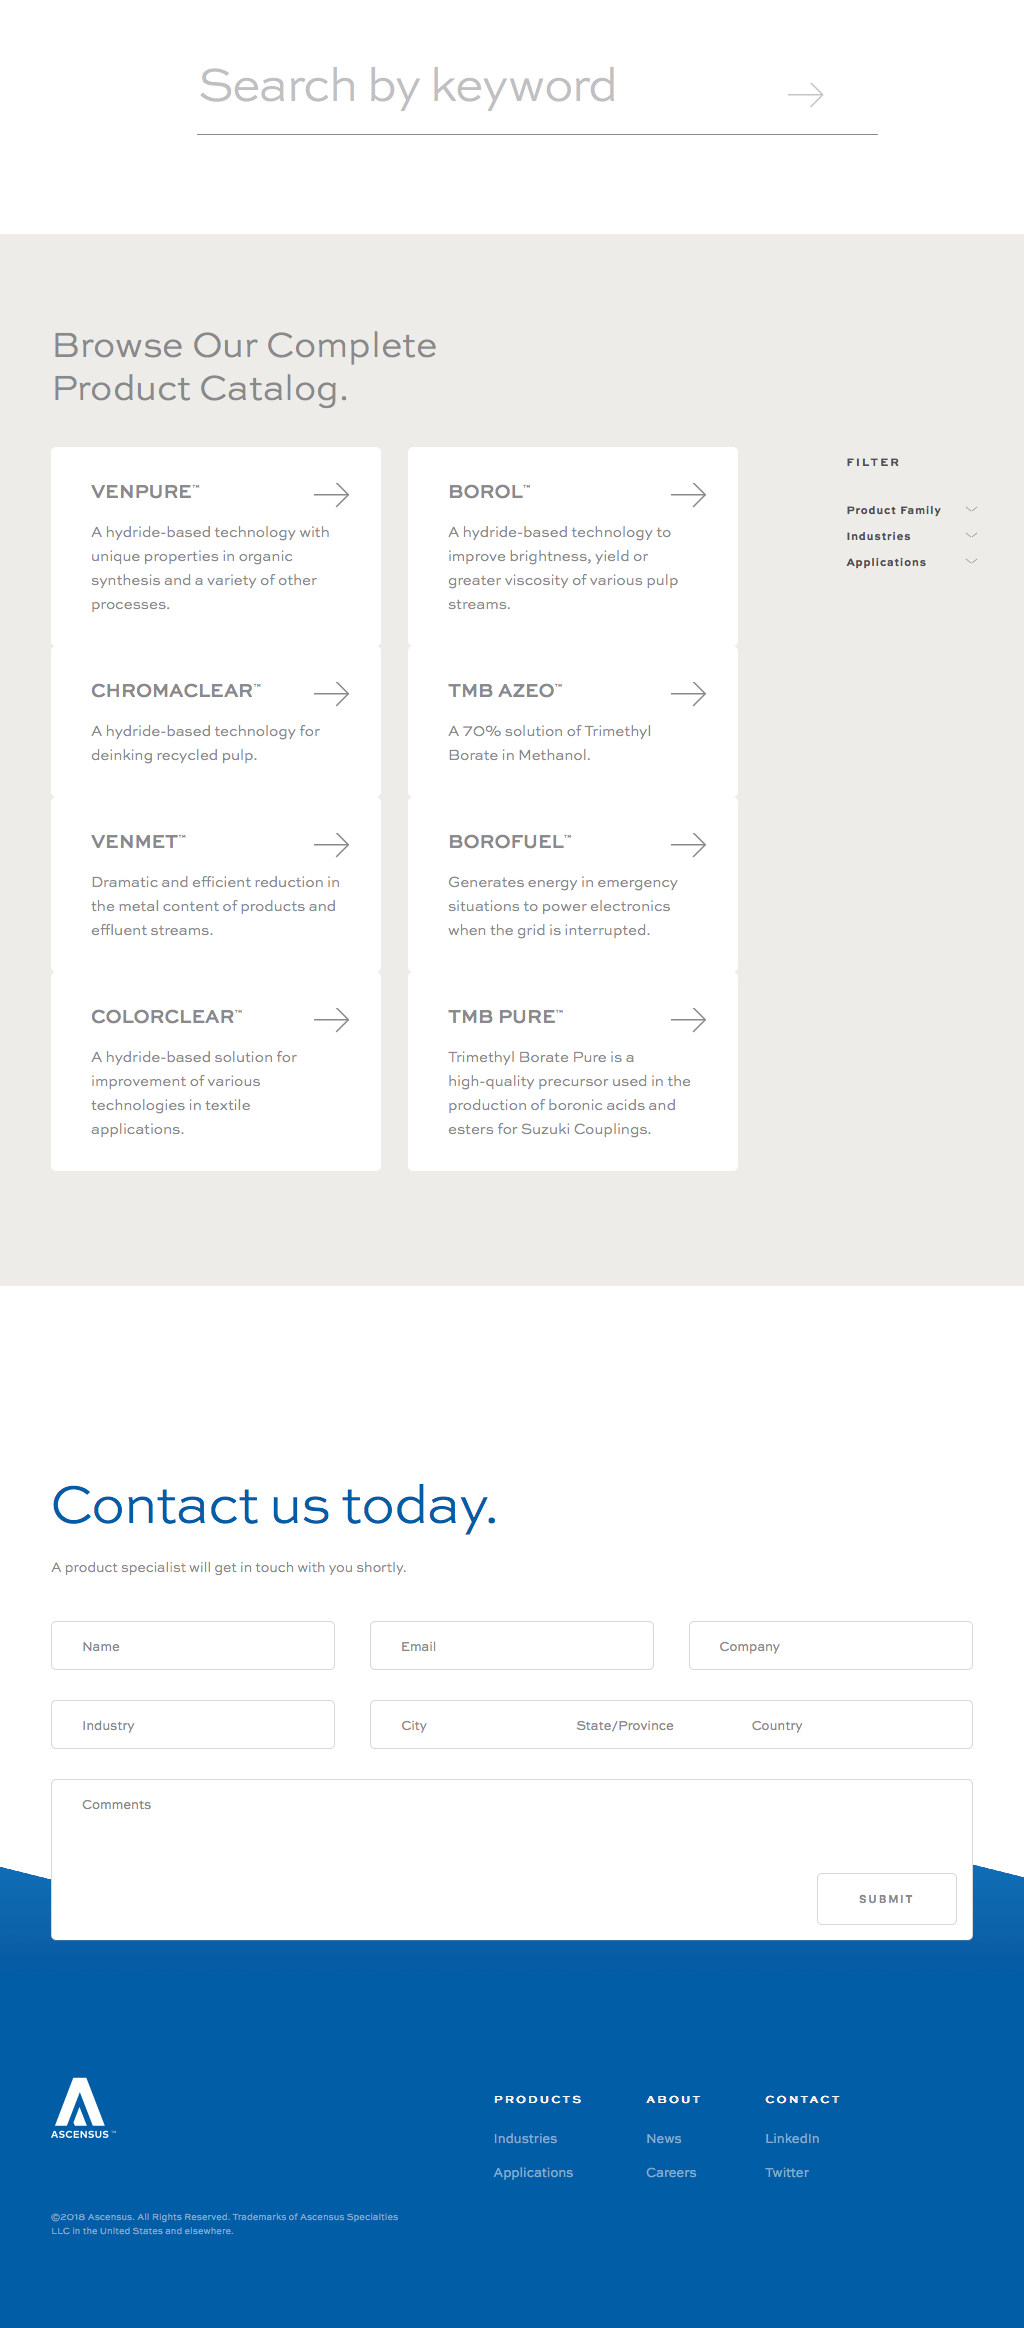 Search by keyword
Browse Our Complete
Product Catalog.
VENPURE™
A hydride-based technology with
unique properties in organic
synthesis and a variety of other
processes.
BOROL™
A hydride-based technology to
improve brightness, yield or
greater viscosity of various pulp
streams.
FILTER
Product Family
Industries
Applications
CHROMACLEAR™
A hydride-based technology for
deinking recycled pulp.
TMB AZEO™
A 70% solution of Trimethyl
Borate in Methanol.
VENMET™
Dramatic and efficient reduction in
the metal content of products and
effluent streams.
BOROFUEL™
Generates energy in emergency
situations to power electronics
when the grid is interrupted.
COLORCLEAR™
A hydride-based solution for
improvement of various
technologies in textile
applications.
TMB PURE™
Trimethyl Borate Pure is a
high-quality precursor used in the
production of boronic acids and
esters for Suzuki Couplings.
Contact us today.
A product specialist will get in touch with you shortly.
Name
Email
Company
Industry
City
State/Province
Country
Comments
SUBMIT
ASCENSUS™
PRODUCTS
Industries
Applications
ABOUT
News
Careers
CONTACT
LinkedIn
Twitter
©2018 Ascensus. All Rights Reserved. Trademarks of Ascensus Specialties
LLC in the United States and elsewhere.